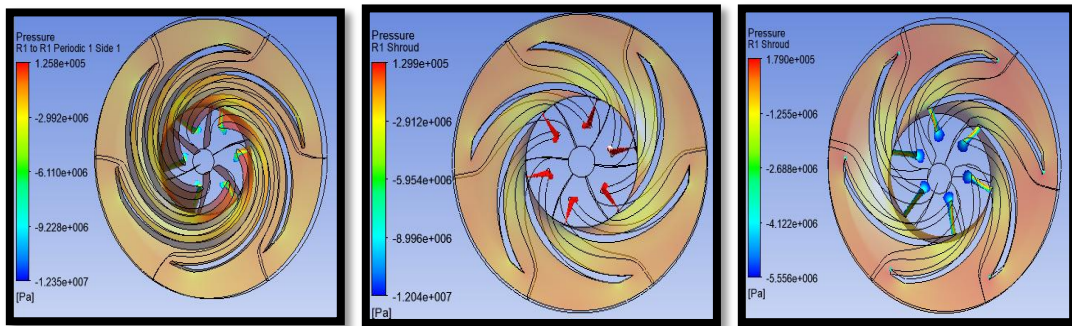 Pressure
R1 to R1 Periodic 1 Side 1
1.258e+005
-2.992e+006
-6.110e+006
-9.228e+006
-1.235e+007
[Pa]
Pressure
R1 Shroud
1.299e+005
-2.912e+006
-5.954e+006
-8.996e+006
-1.204e+007
[Pa]
Pressure
R1 Shroud
1.790e+005
-1.255e+006
-2.688e+006
-4.122e+006
-5.556e+006
[Pa]